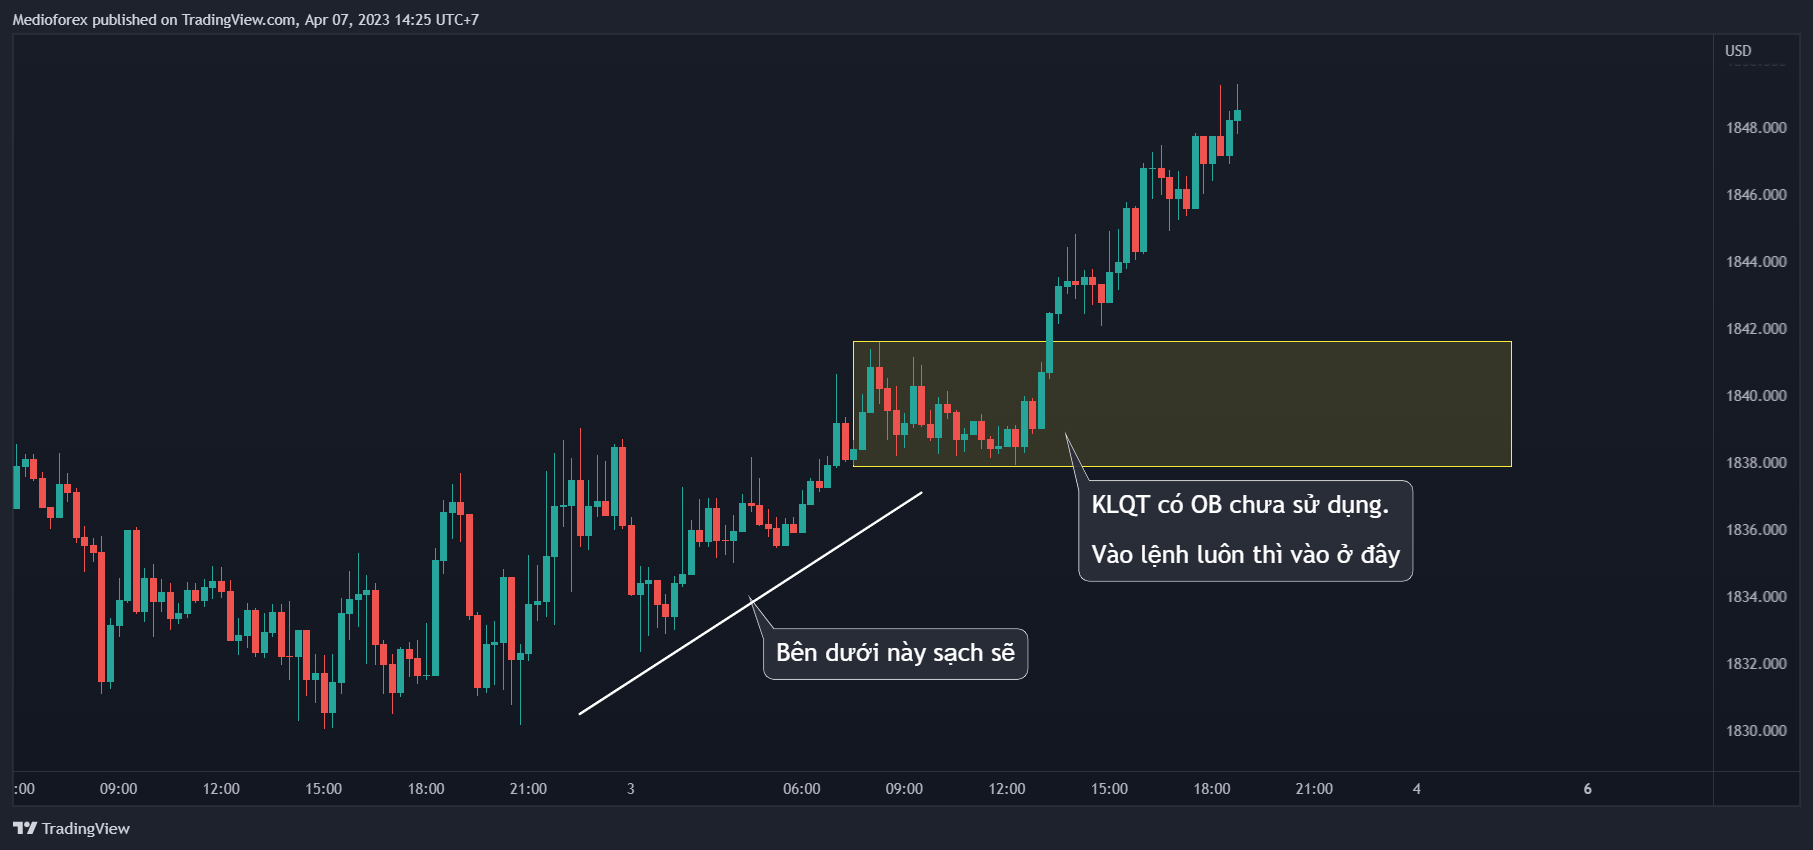 Medioforex published on TradingView.com, Apr 07, 2023 14:25 UTC+7
USD
1848.000
1846.000
1844.000
1842.000
1840.000
1838.000
1836.000
1834.000
1832.000
1830.000
KLQT có OB chưa sử dụng.
Vào lệnh luôn thì vào ở đây
Bên dưới này sạch sẽ
:00 09:00 12:00 15:00 18:00 21:00 3 06:00 09:00 12:00 15:00 18:00 21:00 4 6
TradingView